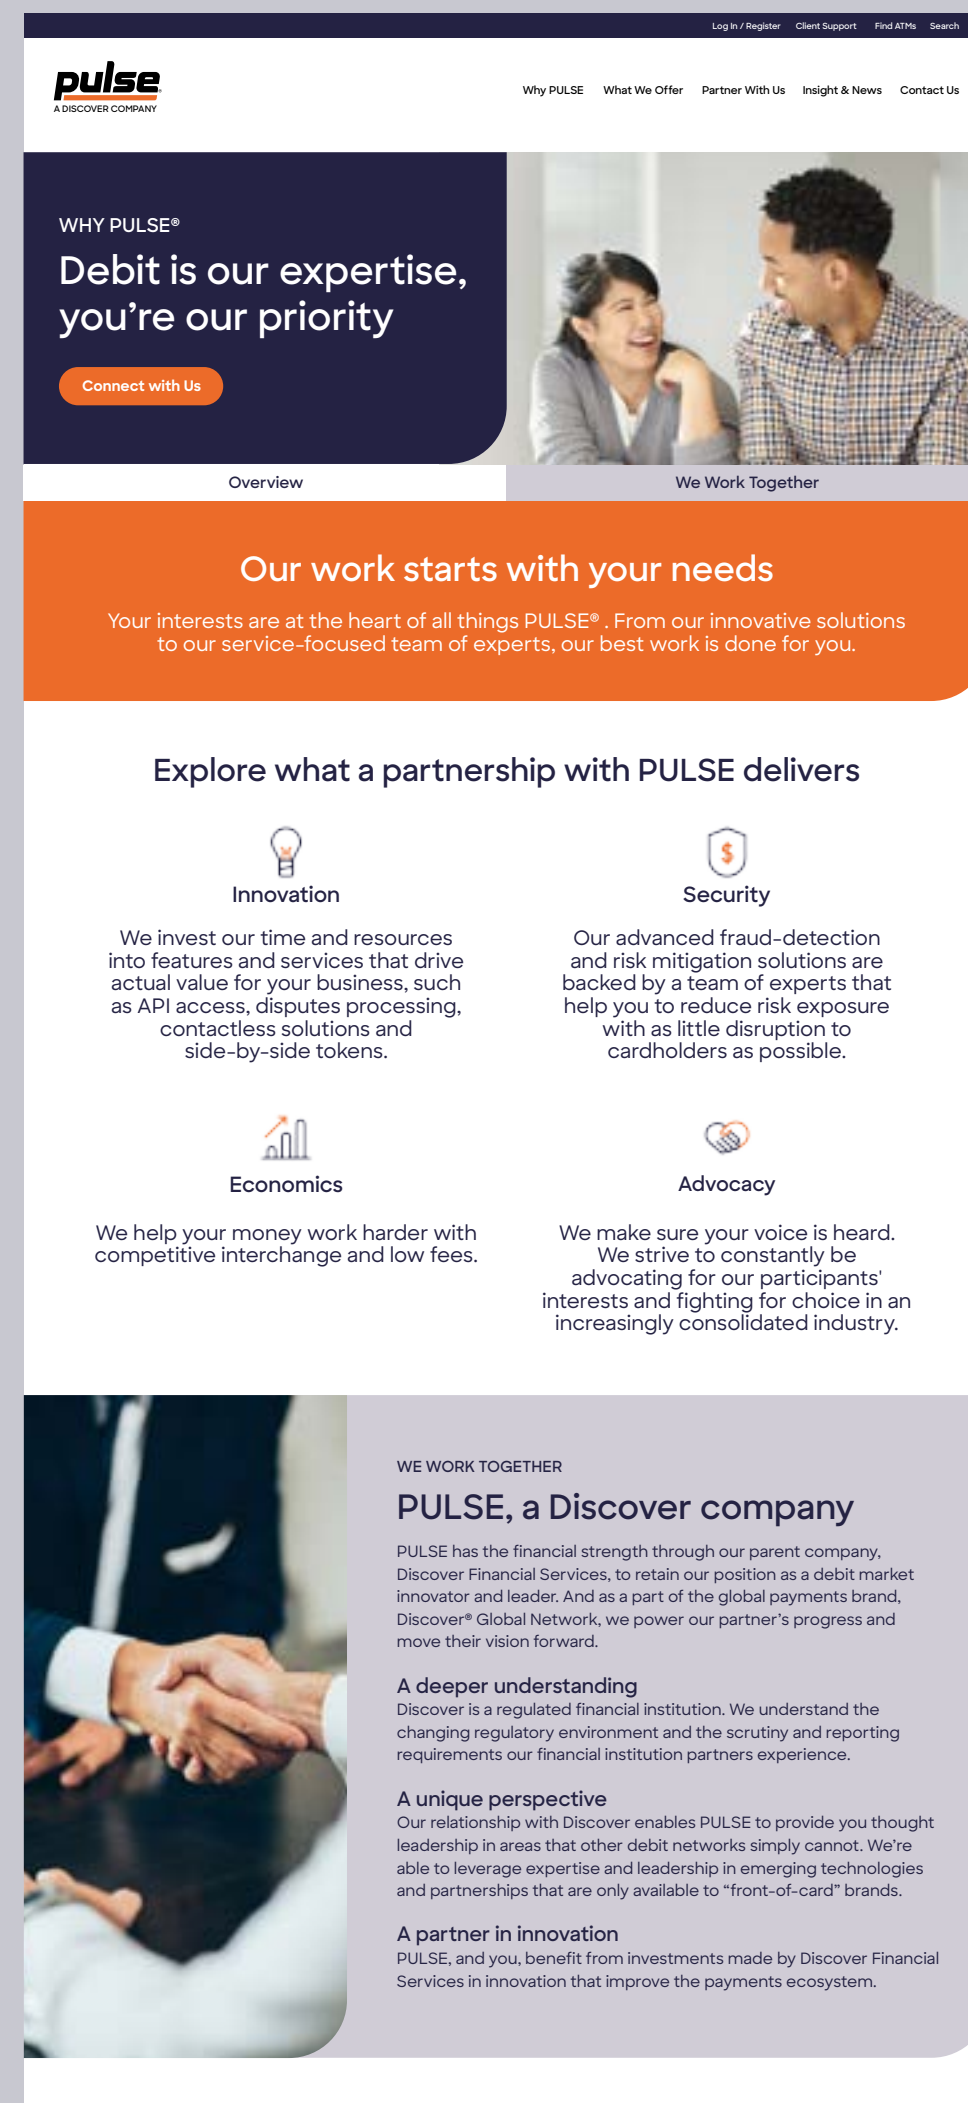 Log In / Register Client Support Find ATMs Search
pulse
A DISCOVER COMPANY
Why PULSE What We Offer Partner With Us Insight & News Contact Us
WHY PULSE®
Debit is our expertise,
you’re our priority
Connect with Us
Overview We Work Together
Our work starts with your needs
Your interests are at the heart of all things PULSE® . From our innovative solutions
to our service-focused team of experts, our best work is done for you.
Explore what a partnership with PULSE delivers
$
Innovation
We invest our time and resources
into features and services that drive
actual value for your business, such
as API access, disputes processing,
contactless solutions and
side-by-side tokens.
Security
Our advanced fraud-detection
and risk mitigation solutions are
backed by a team of experts that
help you to reduce risk exposure
with as little disruption to
cardholders as possible.
Economics
We help your money work harder with
competitive interchange and low fees.
Advocacy
We make sure your voice is heard.
We strive to constantly be
advocating for our participants'
interests and fighting for choice in an
increasingly consolidated industry.
WE WORK TOGETHER
PULSE, a Discover company
PULSE has the financial strength through our parent company,
Discover Financial Services, to retain our position as a debit market
innovator and leader. And as a part of the global payments brand,
Discover® Global Network, we power our partner’s progress and
move their vision forward.
A deeper understanding
Discover is a regulated financial institution. We understand the
changing regulatory environment and the scrutiny and reporting
requirements our financial institution partners experience.
A unique perspective
Our relationship with Discover enables PULSE to provide you thought
leadership in areas that other debit networks simply cannot. We’re
able to leverage expertise and leadership in emerging technologies
and partnerships that are only available to “front-of-card” brands.
A partner in innovation
PULSE, and you, benefit from investments made by Discover Financial
Services in innovation that improve the payments ecosystem.